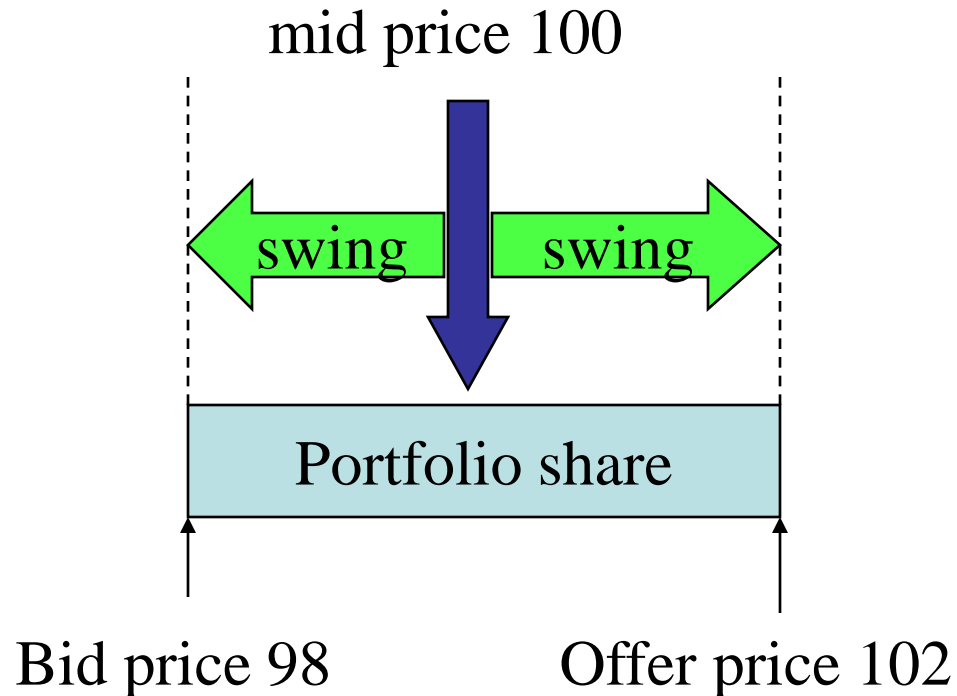 mid price 100
swing
swing
Portfolio share
Bid price 98
Offer price 102